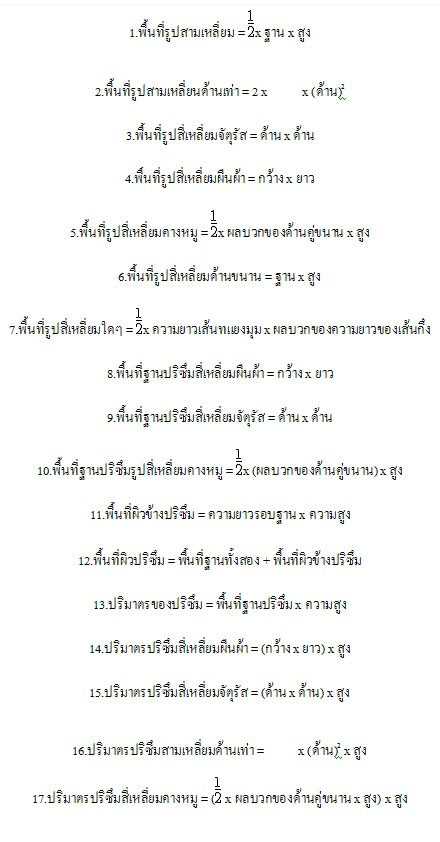 1.พื้นที่รูปสามเหลี่ยม = 1/2 x ฐาน x สูง
2.พื้นที่รูปสามเหลี่ยนด้านเท่า = 2 x x (ด้าน)²
3.พื้นที่รูปสี่เหลี่ยมจัตุรัส = ด้าน x ด้าน
4.พื้นที่รูปสี่เหลี่ยมผืนผ้า = กว้าง x ยาว
5.พื้นที่รูปสี่เหลี่ยมคางหมู = 1/2 x ผลบวกของด้านคู่ขนาน x สูง
6.พื้นที่รูปสี่เหลี่ยมด้านขนาน = ฐาน x สูง
7.พื้นที่รูปสี่เหลี่ยมใดๆ = 1/2 x ความยาวเส้นทแยงมุม x ผลบวกของความยาวของเส้นกิ่ง
8.พื้นที่ฐานปริซึมสี่เหลี่ยมผืนผ้า = กว้าง x ยาว
9.พื้นที่ฐานปริซึมสี่เหลี่ยมจัตุรัส = ด้าน x ด้าน
10.พื้นที่ฐานปริซึมรูปสี่เหลี่ยมคางหมู = 1/2 x (ผลบวกของด้านคู่ขนาน) x สูง
11.พื้นที่ผิวข้างปริซึม = ความยาวรอบฐาน x ความสูง
12.พื้นที่ผิวปริซึม = พื้นที่ฐานทั้งสอง + พื้นที่ผิวข้างปริซึม
13.ปริมาตรของปริซึม = พื้นที่ฐานปริซึม x ความสูง
14.ปริมาตรปริซึมสี่เหลี่ยมผืนผ้า = (กว้าง x ยาว) x สูง
15.ปริมาตรปริซึมสี่เหลี่ยมจัตุรัส = (ด้าน x ด้าน) x สูง
16.ปริมาตรปริซึมสามเหลี่ยมด้านเท่า = x (ด้าน)² x สูง
17.ปริมาตรปริซึมสี่เหลี่ยมคางหมู = (1/2 x ผลบวกของด้านคู่ขนาน x สูง) x สูง